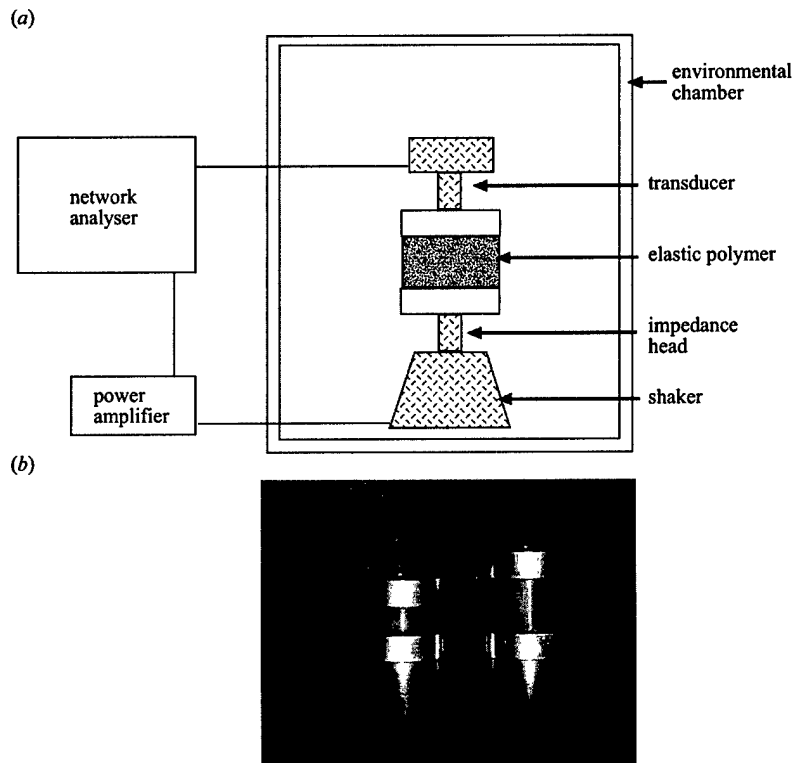 (a)
environmental
chamber
network
analyser
transducer
elastic polymer
impedance
head
shaker
power
amplifier
(b)